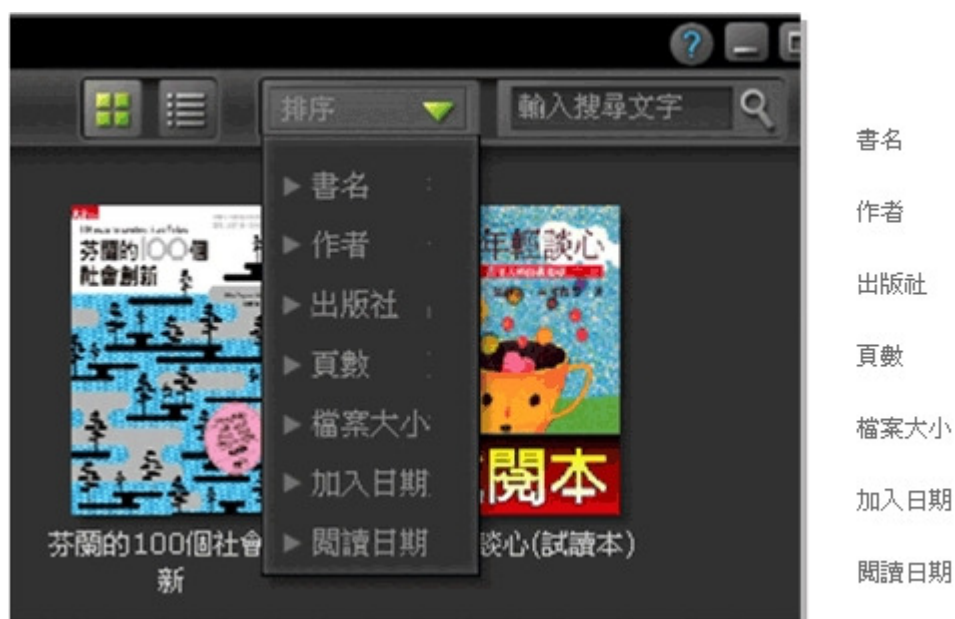 ?
排序
輸入搜尋文字
書名
作者
出版社
頁數
檔案大小
加入日期
閱讀日期
芬蘭的100個
社會創新
年輕談心
閱本
芬蘭的100個社會
新
談心(試讀本)
書名
作者
出版社
頁數
檔案大小
加入日期
閱讀日期